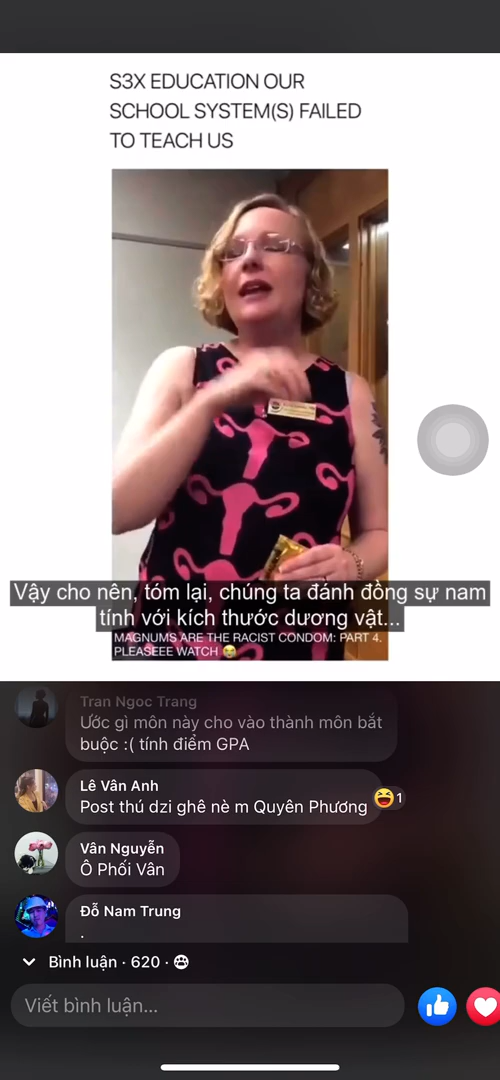 S3X EDUCATION OUR
SCHOOL SYSTEM(S) FAILED
TO TEACH US
Vậy cho nên, tóm lại, chúng ta đánh đồng sự nam
tính với kích thước dương vật...
MAGNUMS ARE THE RACIST CONDOM: PART 4.
PLEASEEE WATCH 😭
Tran Ngoc Trang
Ước gì môn này cho vào thành môn bắt
buộc :( tính điểm GPA
Lê Vân Anh
Post thú dzi ghê nè m Quyên Phương
1
Vân Nguyễn
Ô Phối Vân
Đỗ Nam Trung
.
Bình luận · 620 ·
Viết bình luận...